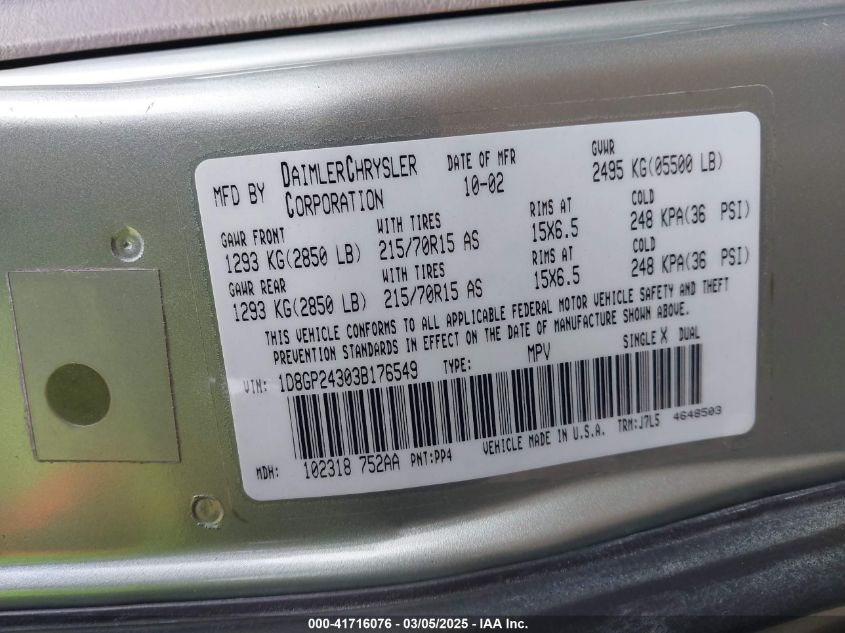 MFD BY DAIMLERCHRYSLER CORPORATION DATE OF MFR 10-02 GVWR 2495 KG(05500 LB)
GAWR FRONT WITH TIRES RIMS AT COLD
1293 KG(2850 LB) 215/70R15 AS 15X6.5 248 KPA(36 PSI)
GAWR REAR WITH TIRES RIMS AT COLD
1293 KG(2850 LB) 215/70R15 AS 15X6.5 248 KPA(36 PSI)
THIS VEHICLE CONFORMS TO ALL APPLICABLE FEDERAL MOTOR VEHICLE SAFETY AND THEFT
PREVENTION STANDARDS IN EFFECT ON THE DATE OF MANUFACTURE SHOWN ABOVE.
VIN: 1D8GP24303B176549 TYPE: MPV SINGLE X DUAL
MDH: 102318 752AA PNT:PP4 VEHICLE MADE IN U.S.A. TRM:J7L5 4648503
000-41716076 - 03/05/2025 - IAAI.com - Copyright IAA, Inc.